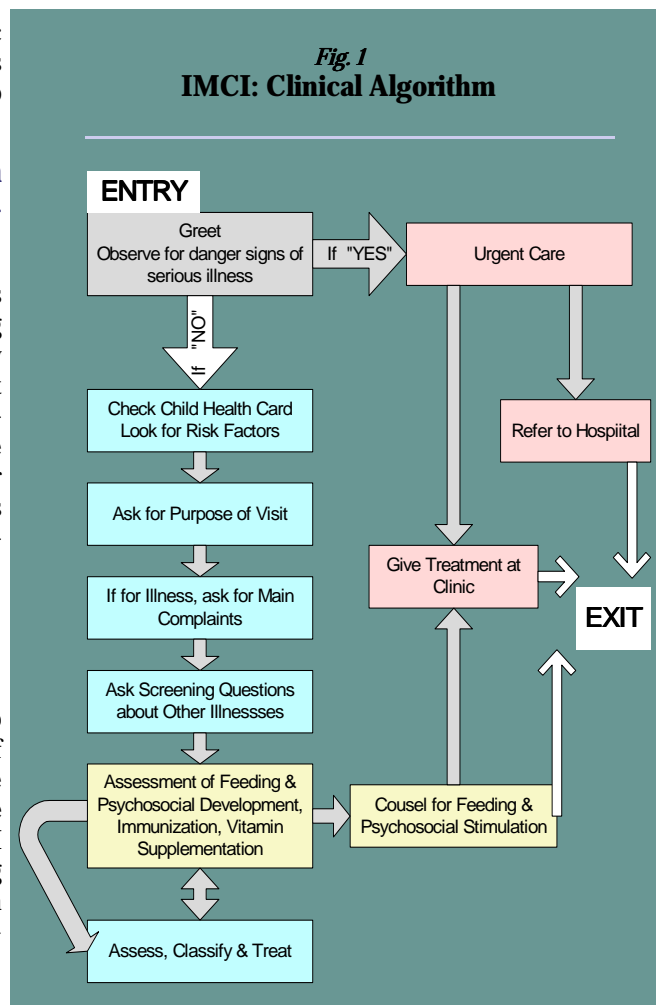 Fig. 1
IMCI: Clinical Algorithm
ENTRY
Greet
Observe for danger signs of
serious illness
If "YES"
Urgent Care
If "NO"
Check Child Health Card
Look for Risk Factors
Refer to Hospiital
Ask for Purpose of Visit
Give Treatment at
Clinic
If for Illness, ask for Main
Complaints
EXIT
Ask Screening Questions
about Other Illnessses
Assessment of Feeding &
Psychosocial Development,
Immunization, Vitamin
Supplementation
Cousel for Feeding &
Psychosocial Stimulation
Assess, Classify & Treat